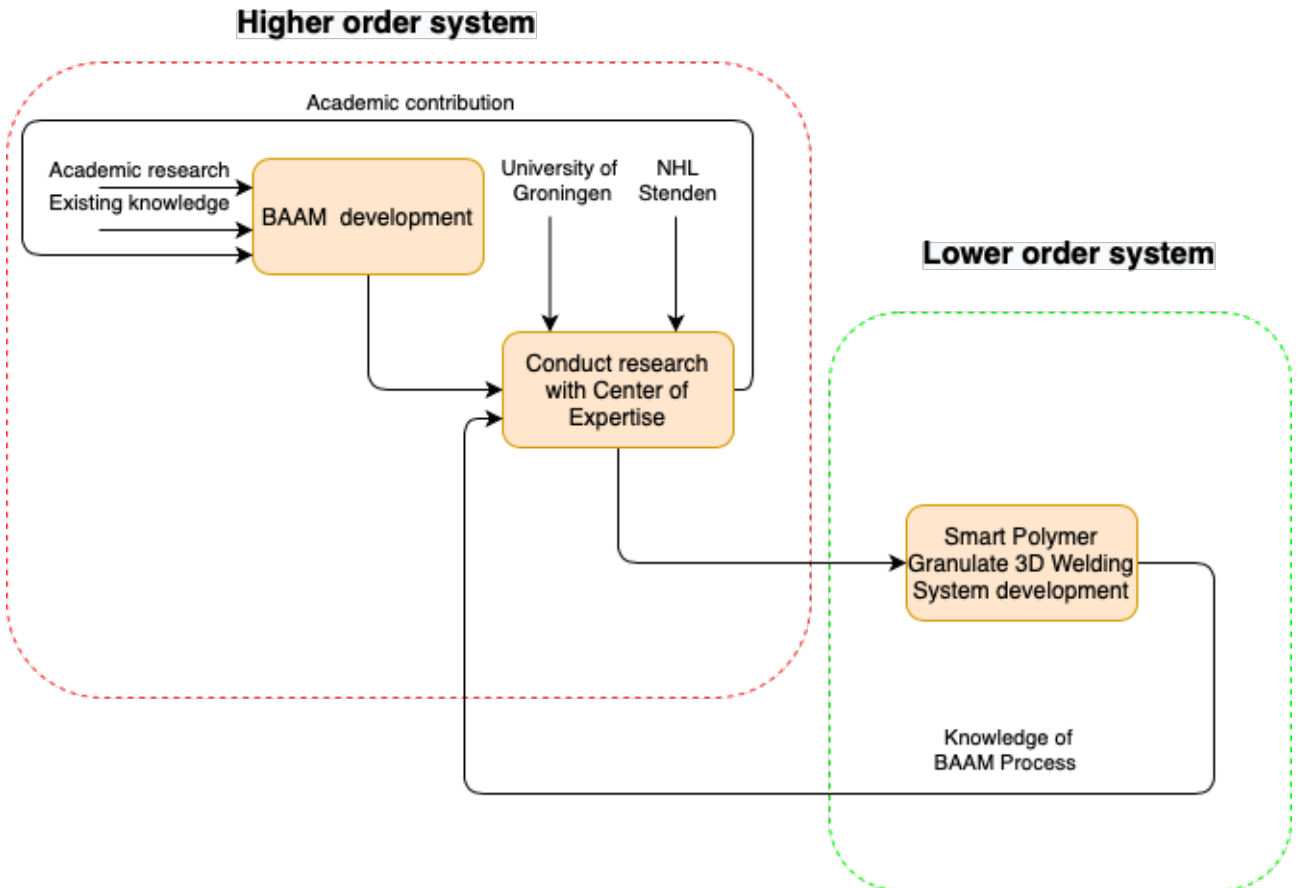 Higher order system
Academic contribution
Academic research
Existing knowledge
BAAM development
University of
Groningen
NHL
Stenden
Conduct research
with Center of
Expertise
Lower order system
Smart Polymer
Granulate 3D Welding
System development
Knowledge of
BAAM Process